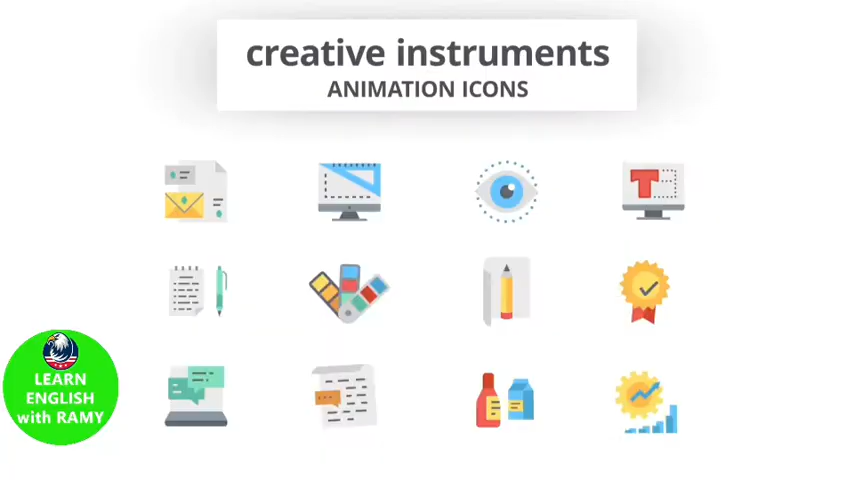 creative instruments
ANIMATION ICONS
T
LEARN
ENGLISH
with RAMY